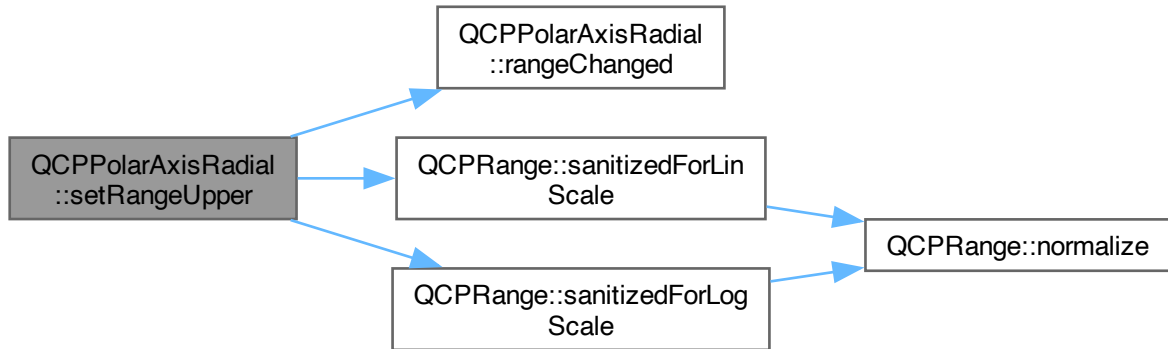 QCPPolarAxisRadial
::rangeChanged
QCPPolarAxisRadial
::setRangeUpper
QCPRange::sanitizedForLin
Scale
QCPRange::normalize
QCPRange::sanitizedForLog
Scale